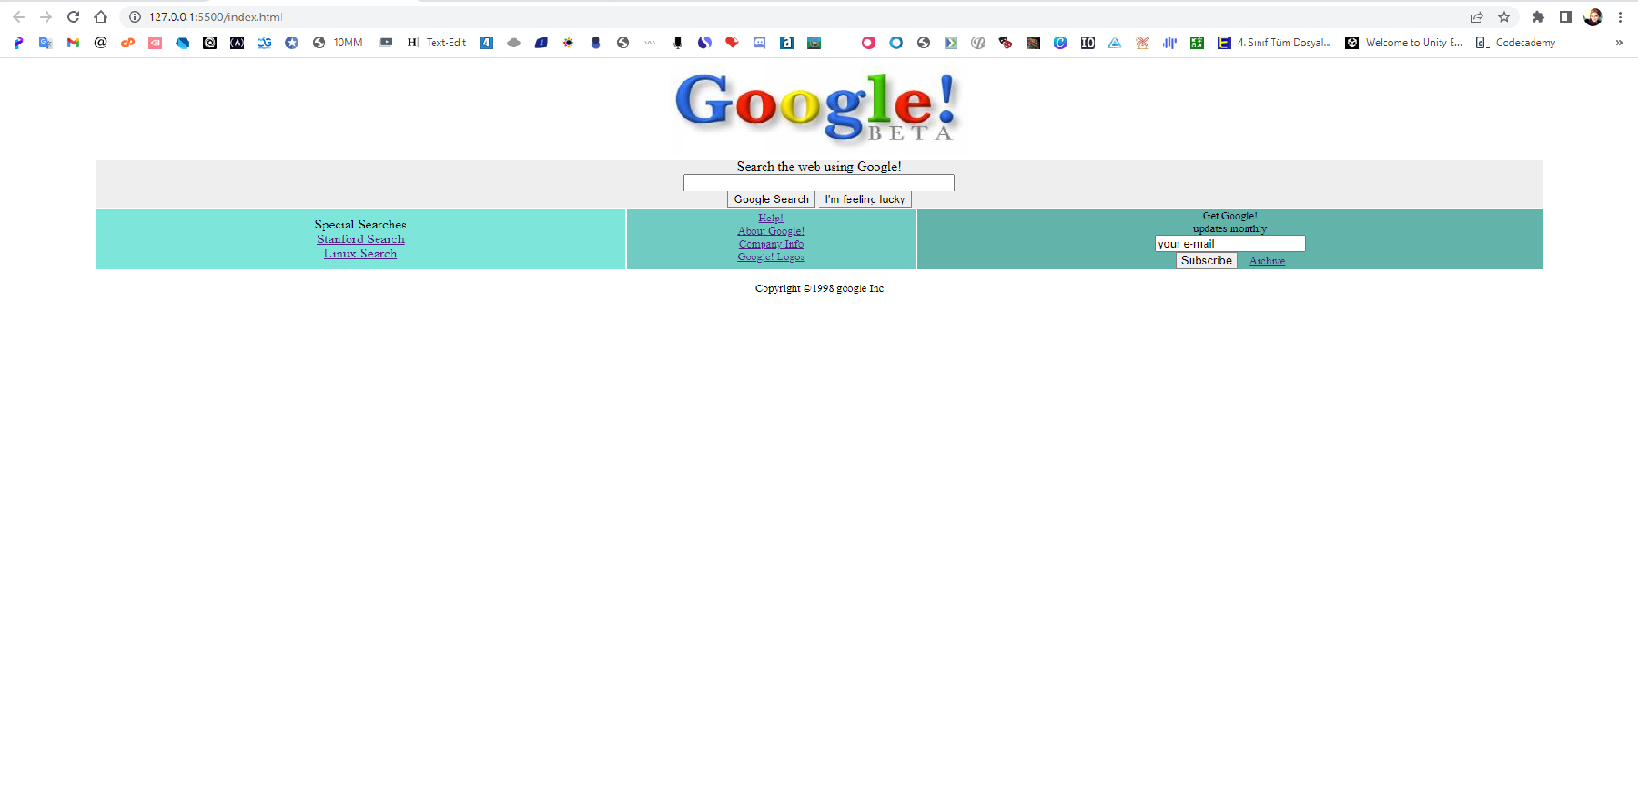 127.0.0.1:5500/index.html
10MM
Text-Edit
4. Sınıf Tüm Dosyal...
Welcome to Unity E...
Codecademy
Google!
BETA
Search the web using Google!
Google Search
I'm feeling lucky
Special Searches
Stanford Search
Linux Search
Help!
About Google!
Company Info
Google! Logos
Get Google!
updates monthly
your e-mail
Subscribe
Archive
Copyright ©1998 google Inc